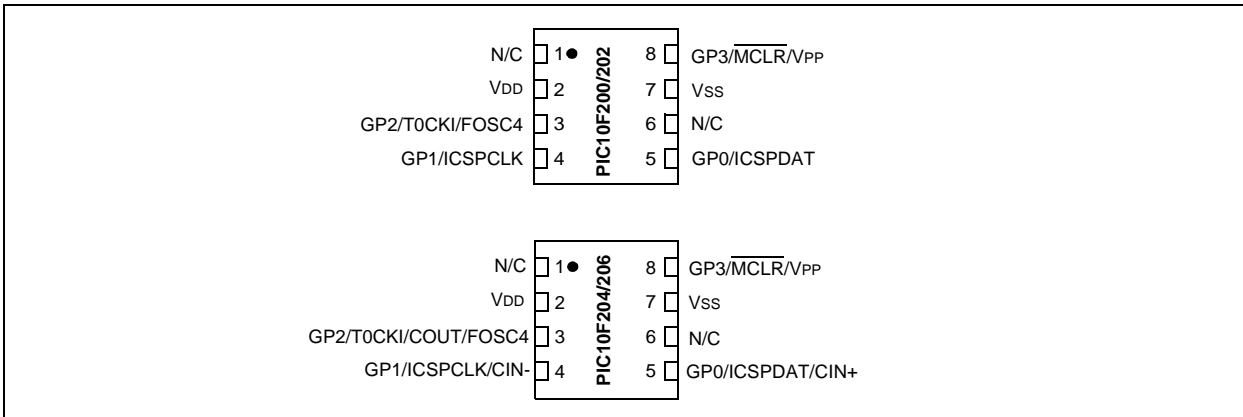 N/C 1 8 GP3/MCLR/VPP
VDD 2 7 VSS
GP2/T0CKI/FOSC4 3 6 N/C
GP1/ICSPCLK 4 5 GP0/ICSPDAT
PIC10F200/202
N/C 1 8 GP3/MCLR/VPP
VDD 2 7 VSS
GP2/T0CKI/COUT/FOSC4 3 6 N/C
GP1/ICSPCLK/CIN- 4 5 GP0/ICSPDAT/CIN+
PIC10F204/206